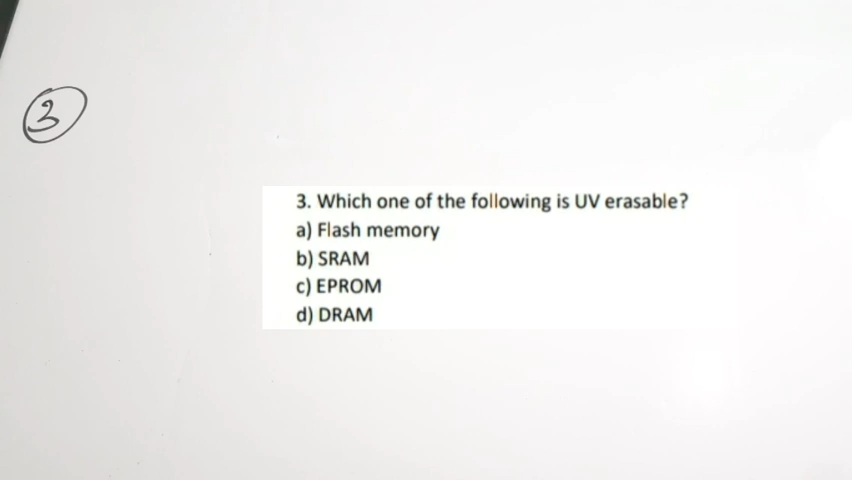 3
3. Which one of the following is UV erasable?
a) Flash memory
b) SRAM
c) EPROM
d) DRAM